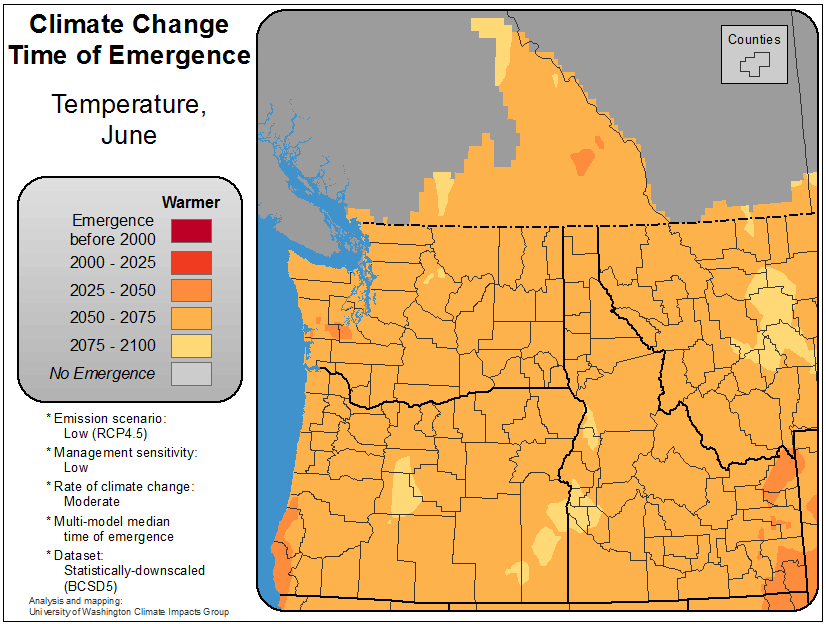 Climate Change
Time of Emergence
Temperature,
June
Warmer
Emergence
before 2000
2000 - 2025
2025 - 2050
2050 - 2075
2075 - 2100
No Emergence
* Emission scenario:
Low (RCP4.5)
* Management sensitivity:
Low
* Rate of climate change:
Moderate
* Multi-model median
time of emergence
* Dataset:
Statistically-downscaled
(BCSD5)
Analysis and mapping:
University of Washington Climate Impacts Group
Counties